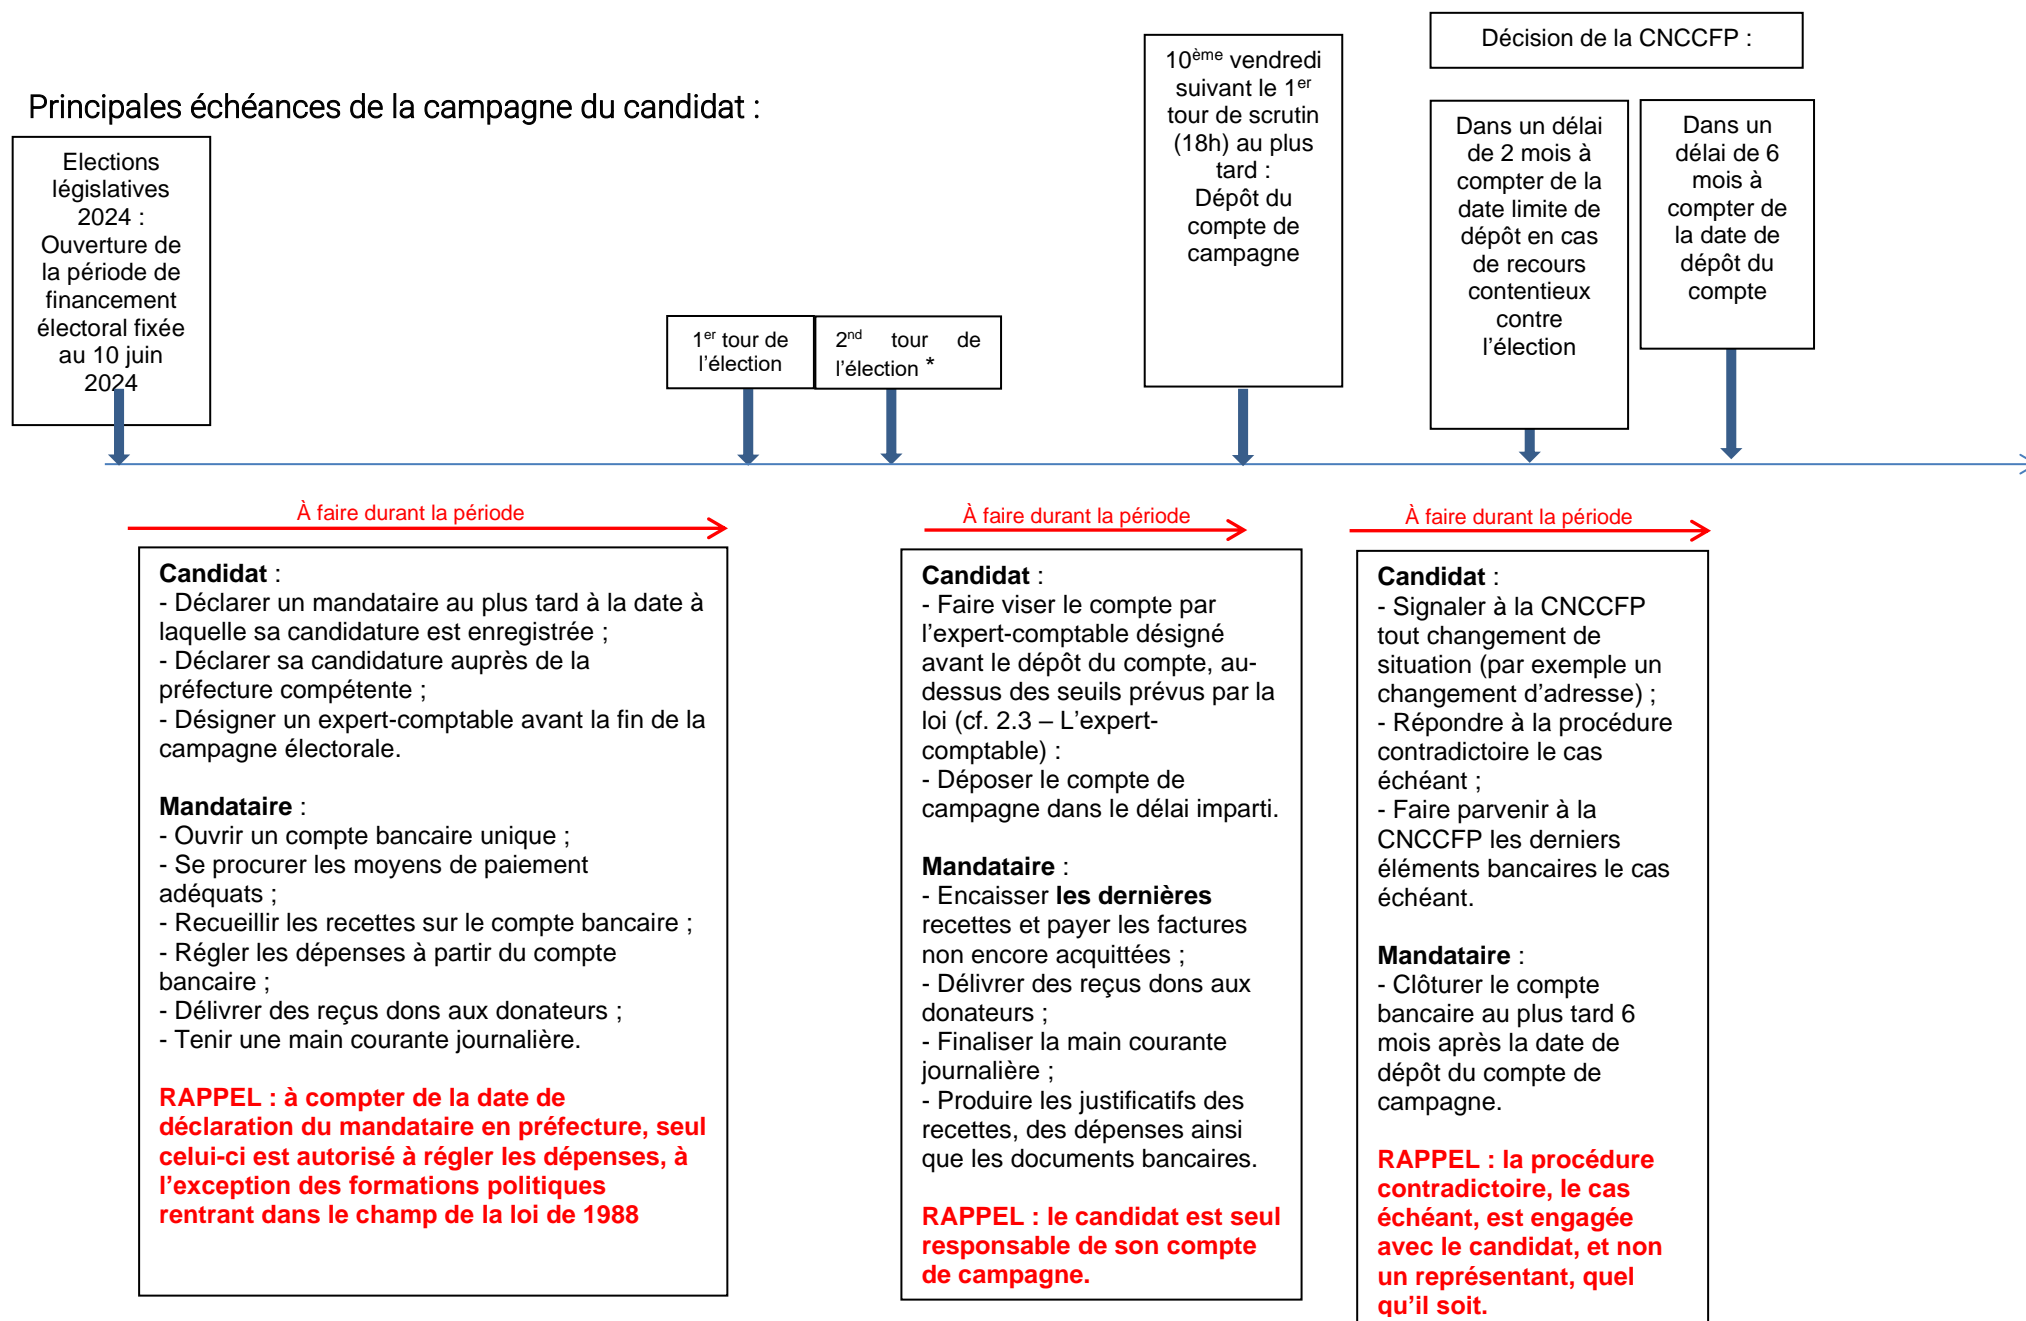 Principales échéances de la campagne du candidat :
Elections
législatives
2024 :
Ouverture de
la période de
financement
électoral fixée
au 10 juin
2024
1er tour de
l’élection
2nd tour de
l’élection *
10ème vendredi
suivant le 1er
tour de scrutin
(18h) au plus
tard :
Dépôt du
compte de
campagne
Décision de la CNCCFP :
Dans un délai
de 2 mois à
compter de la
date limite de
dépôt en cas
de recours
contentieux
contre
l’élection
Dans un
délai de 6
mois à
compter de
la date de
dépôt du
compte
À faire durant la période
Candidat :
- Déclarer un mandataire au plus tard à la date à
laquelle sa candidature est enregistrée ;
- Déclarer sa candidature auprès de la
préfecture compétente ;
- Désigner un expert-comptable avant la fin de la
campagne électorale.
Mandataire :
- Ouvrir un compte bancaire unique ;
- Se procurer les moyens de paiement
adéquats ;
- Recueillir les recettes sur le compte bancaire ;
- Régler les dépenses à partir du compte
bancaire ;
- Délivrer des reçus dons aux donateurs ;
- Tenir une main courante journalière.
RAPPEL : à compter de la date de
déclaration du mandataire en préfecture, seul
celui-ci est autorisé à régler les dépenses, à
l’exception des formations politiques
rentrant dans le champ de la loi de 1988
À faire durant la période
Candidat :
- Faire viser le compte par
l’expert-comptable désigné
avant le dépôt du compte, au-
dessus des seuils prévus par la
loi (cf. 2.3 – L’expert-
comptable) :
- Déposer le compte de
campagne dans le délai imparti.
Mandataire :
- Encaisser les dernières
recettes et payer les factures
non encore acquittées ;
- Délivrer des reçus dons aux
donateurs ;
- Finaliser la main courante
journalière ;
- Produire les justificatifs des
recettes, des dépenses ainsi
que les documents bancaires.
RAPPEL : le candidat est seul
responsable de son compte
de campagne.
À faire durant la période
Candidat :
- Signaler à la CNCCFP
tout changement de
situation (par exemple un
changement d’adresse) ;
- Répondre à la procédure
contradictoire le cas
échéant ;
- Faire parvenir à la
CNCCFP les derniers
éléments bancaires le cas
échéant.
Mandataire :
- Clôturer le compte
bancaire au plus tard 6
mois après la date de
dépôt du compte de
campagne.
RAPPEL : la procédure
contradictoire, le cas
échéant, est engagée
avec le candidat, et non
un représentant, quel
qu’il soit.